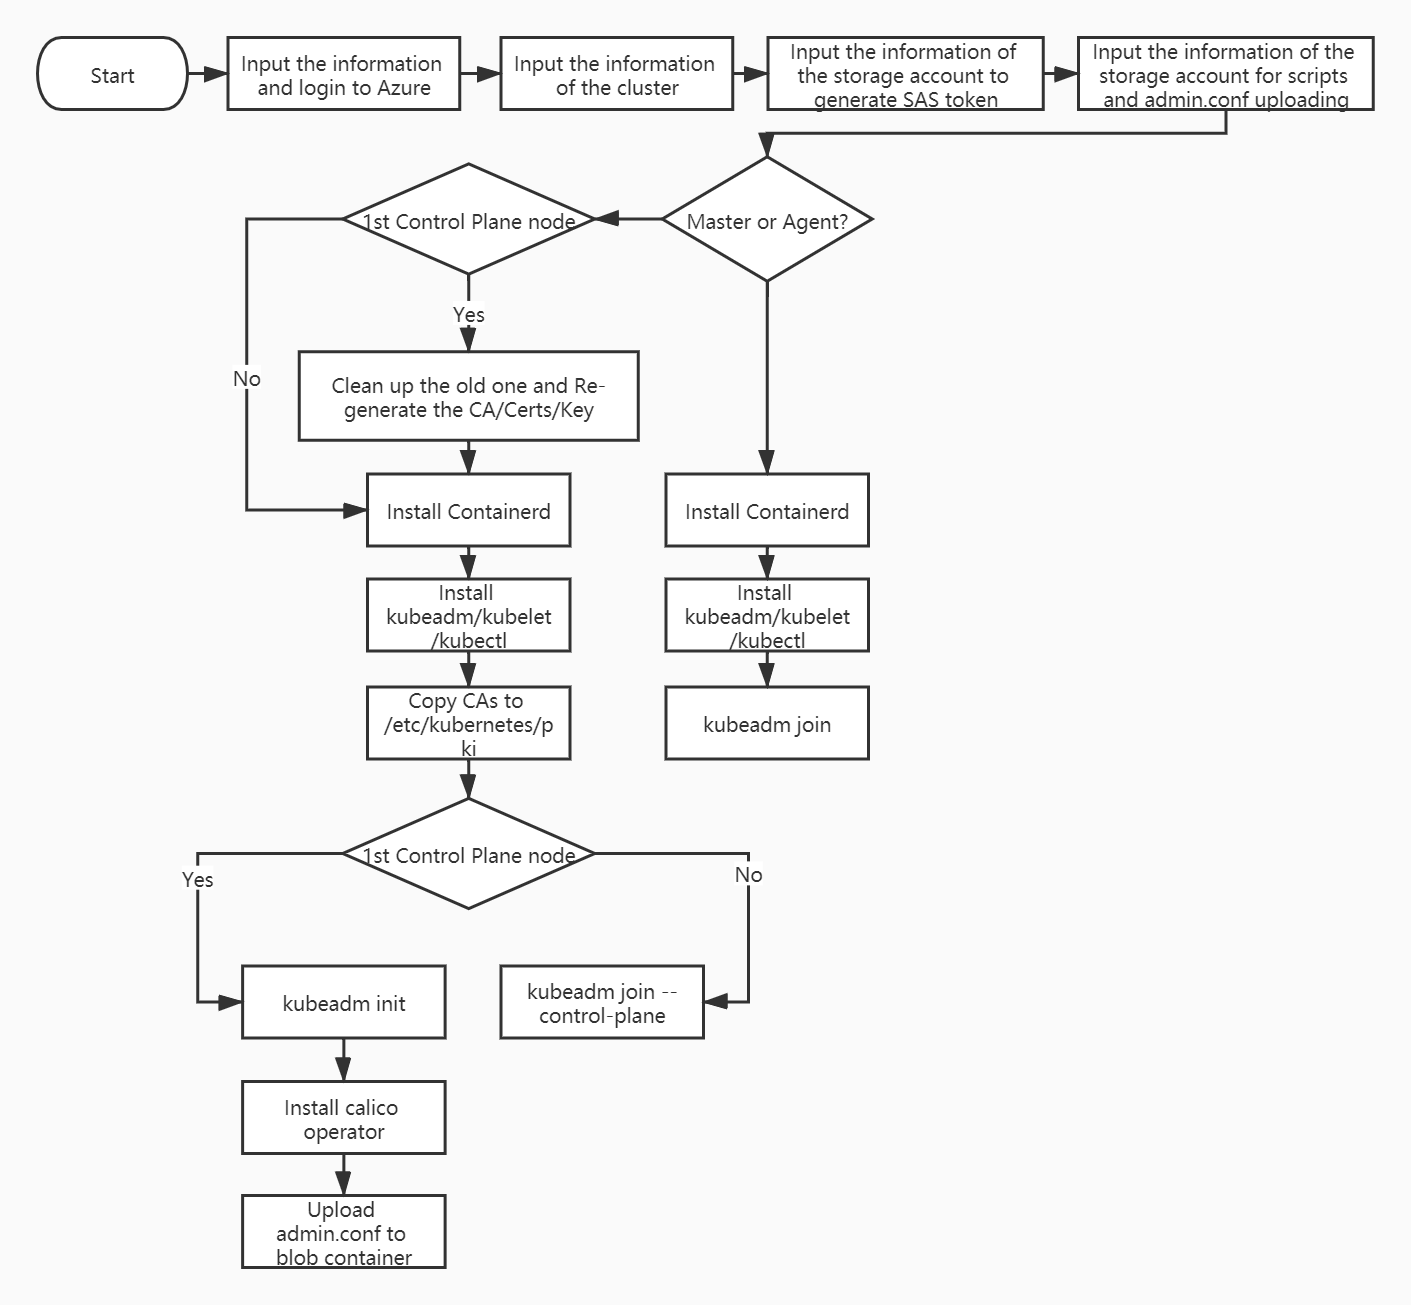 Start
Input the information
and login to Azure
Input the information
of the cluster
Input the information of
the storage account to
generate SAS token
Input the information of the
storage account for scripts
and admin.conf uploading
1st Control Plane node
Master or Agent?
Yes
No
Clean up the old one and Re-
generate the CA/Certs/Key
Install Containerd
Install Containerd
Install
kubeadm/kubelet
/kubectl
Install
kubeadm/kubelet
/kubectl
Copy CAs to
/etc/kubernetes/p
ki
kubeadm join
1st Control Plane node
Yes
No
kubeadm init
kubeadm join --
control-plane
Install calico
operator
Upload
admin.conf to
blob container